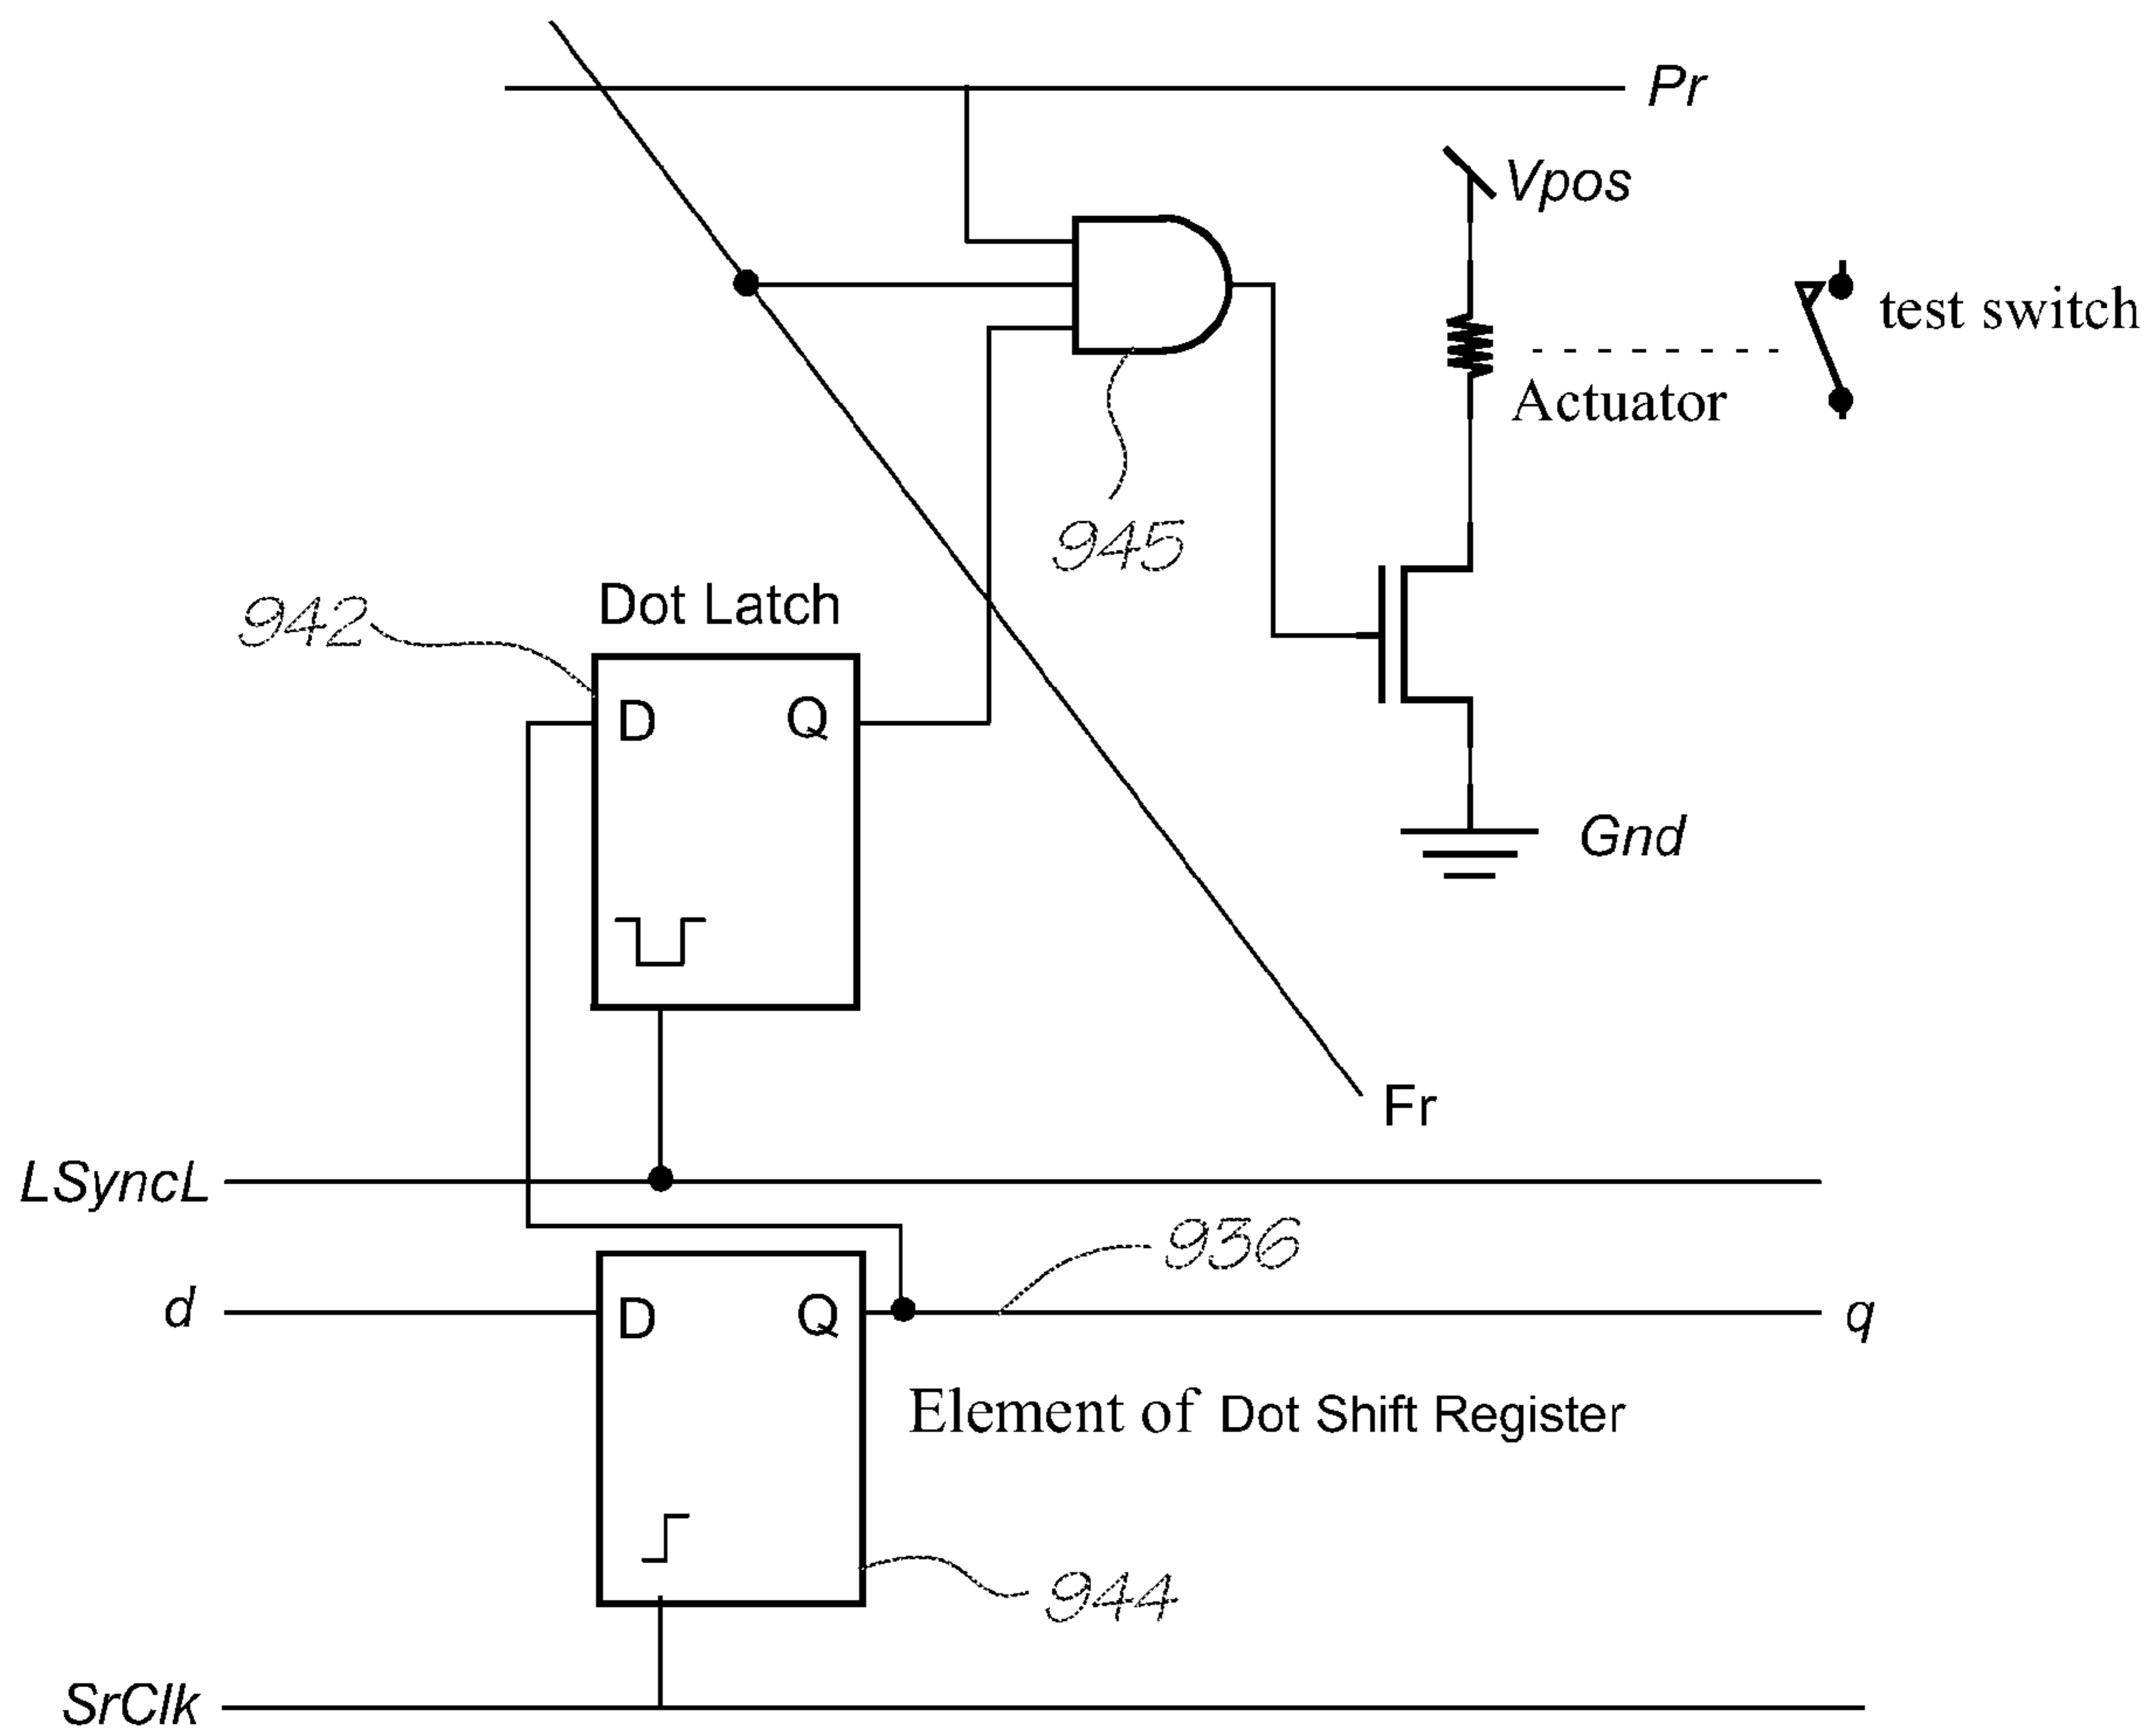 Pr
Vpos
test switch
Actuator
945
Dot Latch
942
D Q
Gnd
Fr
LSyncL
936
d
D Q
q
Element of Dot Shift Register
944
SrClk